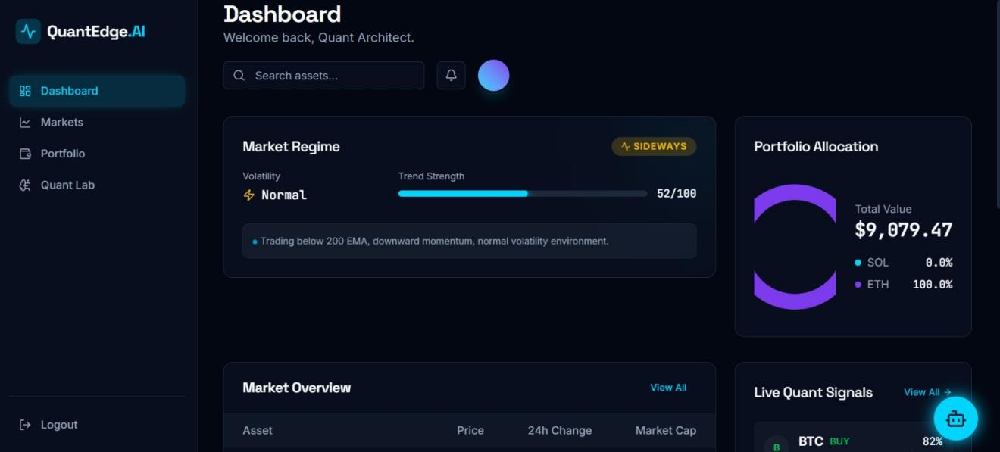 QuantEdge.AI
Dashboard
Markets
Portfolio
Quant Lab
Logout
Dashboard
Welcome back, Quant Architect.
Search assets...
Market Regime
SIDEWAYS
Volatility
Normal
Trend Strength
52/100
Trading below 200 EMA, downward momentum, normal volatility environment.
Portfolio Allocation
Total Value
$9,079.47
SOL 0.0%
ETH 100.0%
Market Overview
View All
Asset Price 24h Change Market Cap
Live Quant Signals
View All →
B
BTC BUY 82%